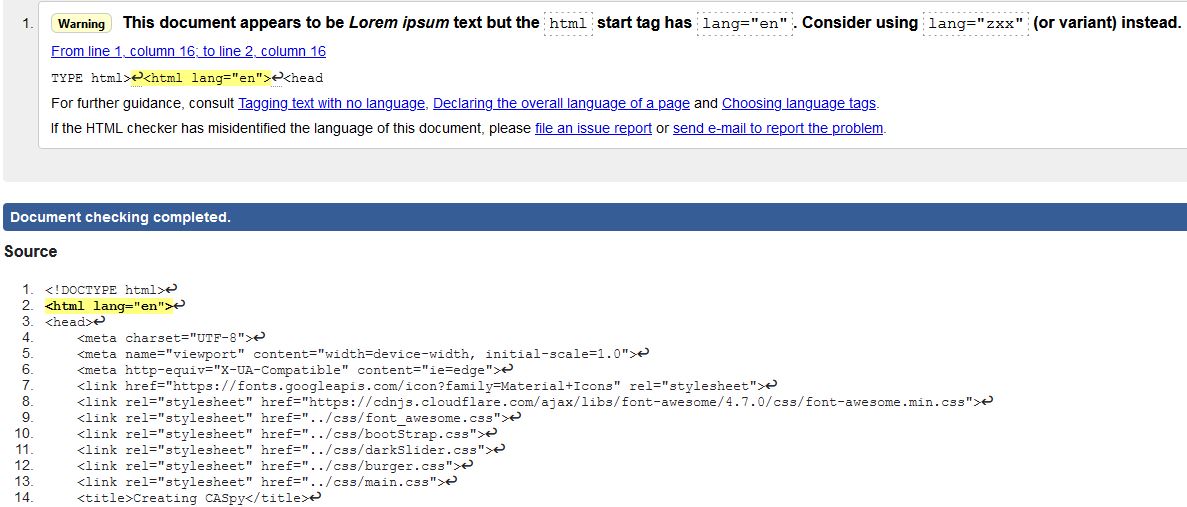 1. Warning This document appears to be Lorem ipsum text but the html start tag has lang="en". Consider using lang="zxx" (or variant) instead.
From line 1, column 16; to line 2, column 16
TYPE html>↩<html lang="en">↩<head
For further guidance, consult Tagging text with no language, Declaring the overall language of a page and Choosing language tags.
If the HTML checker has misidentified the language of this document, please file an issue report or send e-mail to report the problem.
Document checking completed.
Source
1. <!DOCTYPE html>↩
2. <html lang="en">↩
3. <head>↩
4.     <meta charset="UTF-8">↩
5.     <meta name="viewport" content="width=device-width, initial-scale=1.0">↩
6.     <meta http-equiv="X-UA-Compatible" content="ie=edge">↩
7.     <link href="https://fonts.googleapis.com/icon?family=Material+Icons" rel="stylesheet">↩
8.     <link rel="stylesheet" href="https://cdnjs.cloudflare.com/ajax/libs/font-awesome/4.7.0/css/font-awesome.min.css">↩
9.     <link rel="stylesheet" href="../css/font_awesome.css">↩
10.     <link rel="stylesheet" href="../css/bootStrap.css">↩
11.     <link rel="stylesheet" href="../css/darkSlider.css">↩
12.     <link rel="stylesheet" href="../css/burger.css">↩
13.     <link rel="stylesheet" href="../css/main.css">↩
14.     <title>Creating CASpy</title>↩